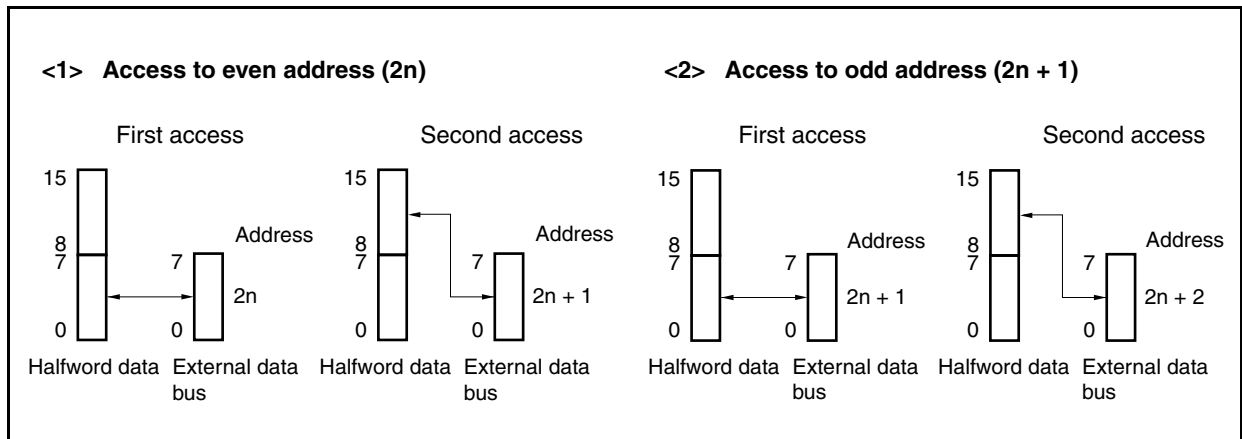 <1> Access to even address (2n)
<2> Access to odd address (2n + 1)
First access
Second access
First access
Second access
15
8
7
0
7
0
Address
2n
15
8
7
0
7
0
Address
2n + 1
15
8
7
0
7
0
Address
2n + 1
15
8
7
0
7
0
Address
2n + 2
Halfword data
External data
bus
Halfword data
External data
bus
Halfword data
External data
bus
Halfword data
External data
bus